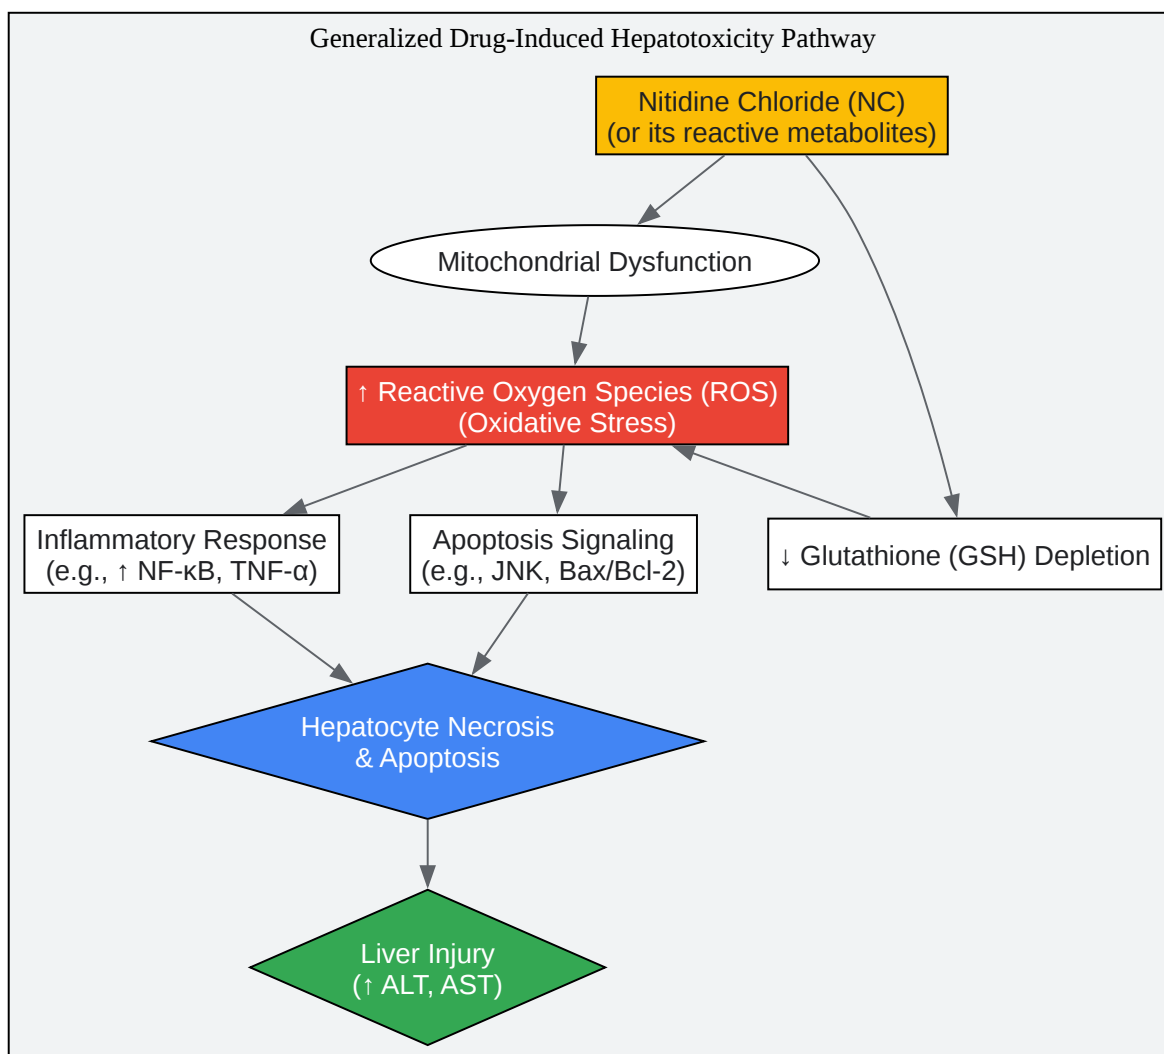 Generalized Drug-Induced Hepatotoxicity Pathway
Nitidine Chloride (NC)
(or its reactive metabolites)
Mitochondrial Dysfunction
↑ Reactive Oxygen Species (ROS)
(Oxidative Stress)
Inflammatory Response
(e.g., ↑ NF-κB, TNF-α)
Apoptosis Signaling
(e.g., JNK, Bax/Bcl-2)
↓ Glutathione (GSH) Depletion
Hepatocyte Necrosis
& Apoptosis
Liver Injury
(↑ ALT, AST)